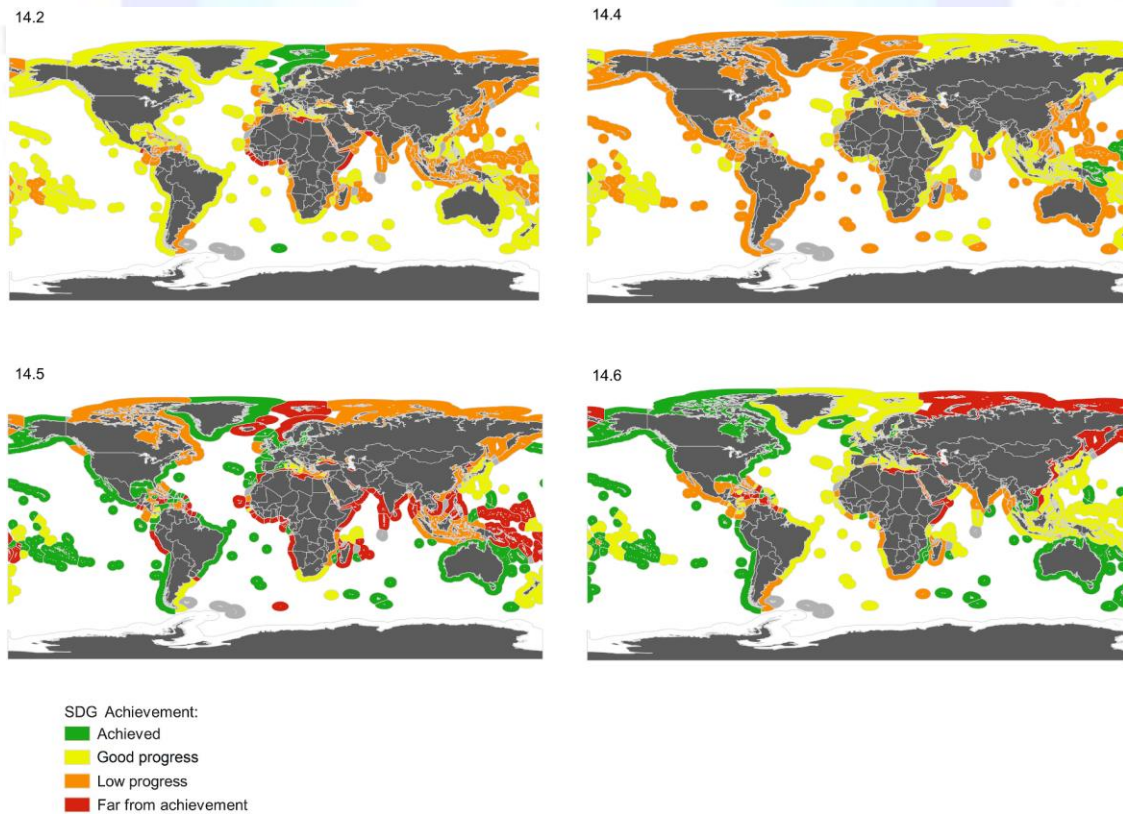 14.2
14.4
14.5
14.6
SDG Achievement:
Achieved
Good progress
Low progress
Far from achievement